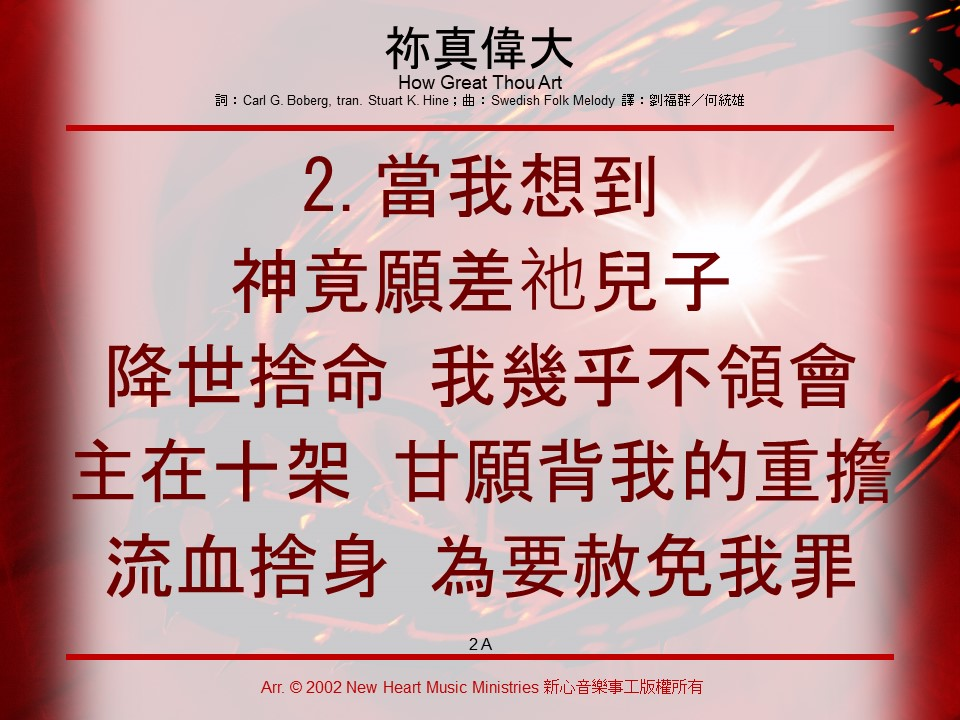 祢真偉大
How Great Thou Art
詞：Carl G. Boberg, tran. Stuart K. Hine；曲：Swedish Folk Melody 譯：劉福群／何統雄
2.當我想到
神竟願差祂兒子
降世捨命 我幾乎不領會
主在十架 甘願背我的重擔
流血捨身 為要赦免我罪
2 A
Arr. © 2002 New Heart Music Ministries 新心音樂事工版權所有